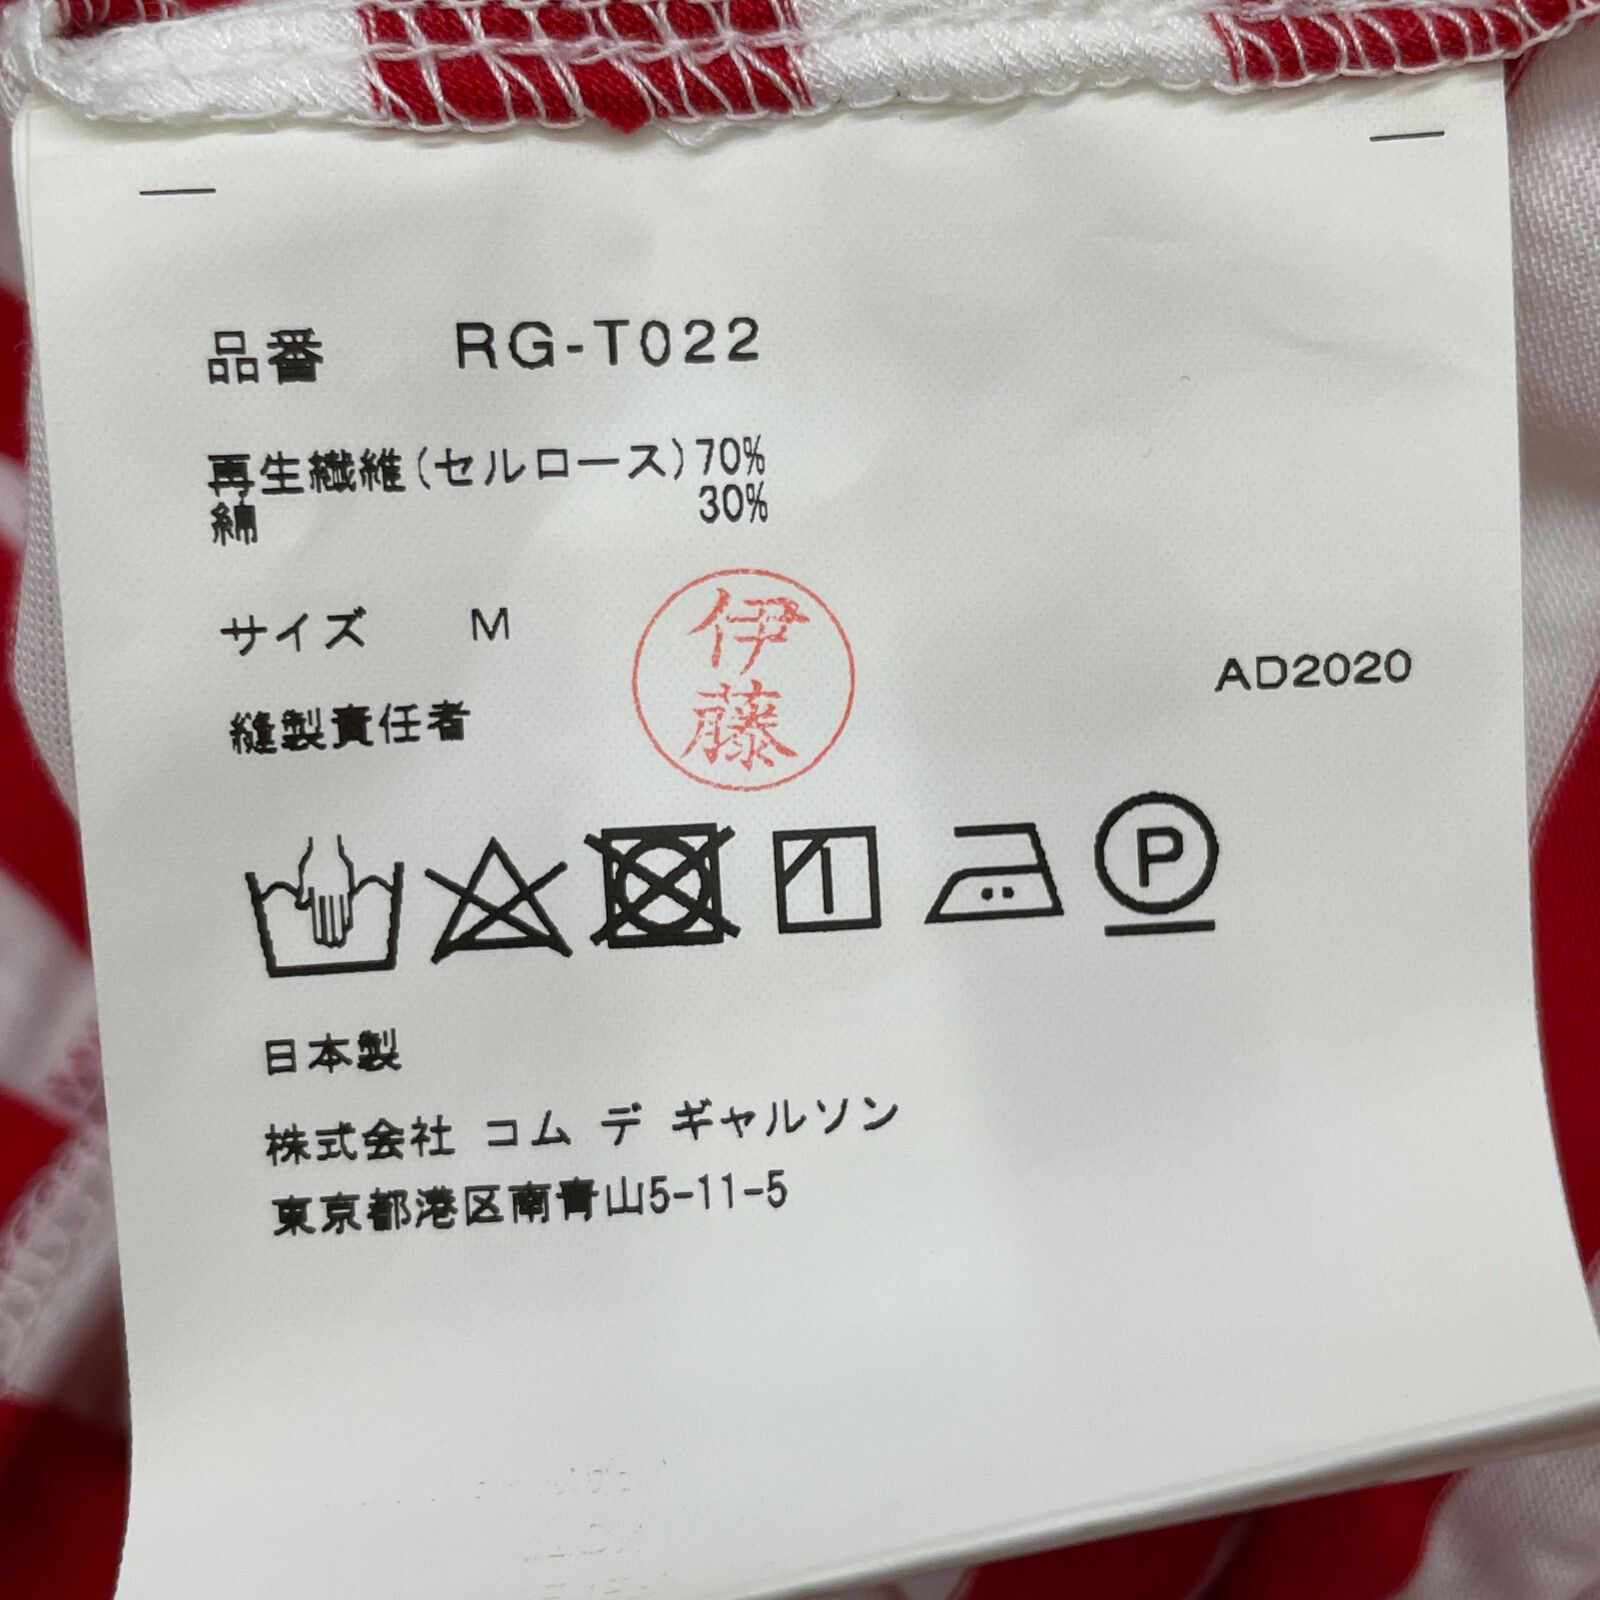 品番 RG-T022
再生繊維(セルロース)70%
綿 30%
サイズ M
伊藤
AD2020
縫製責任者
P
日本製
株式会社 コム デ ギャルソン
東京都港区南青山5-11-5